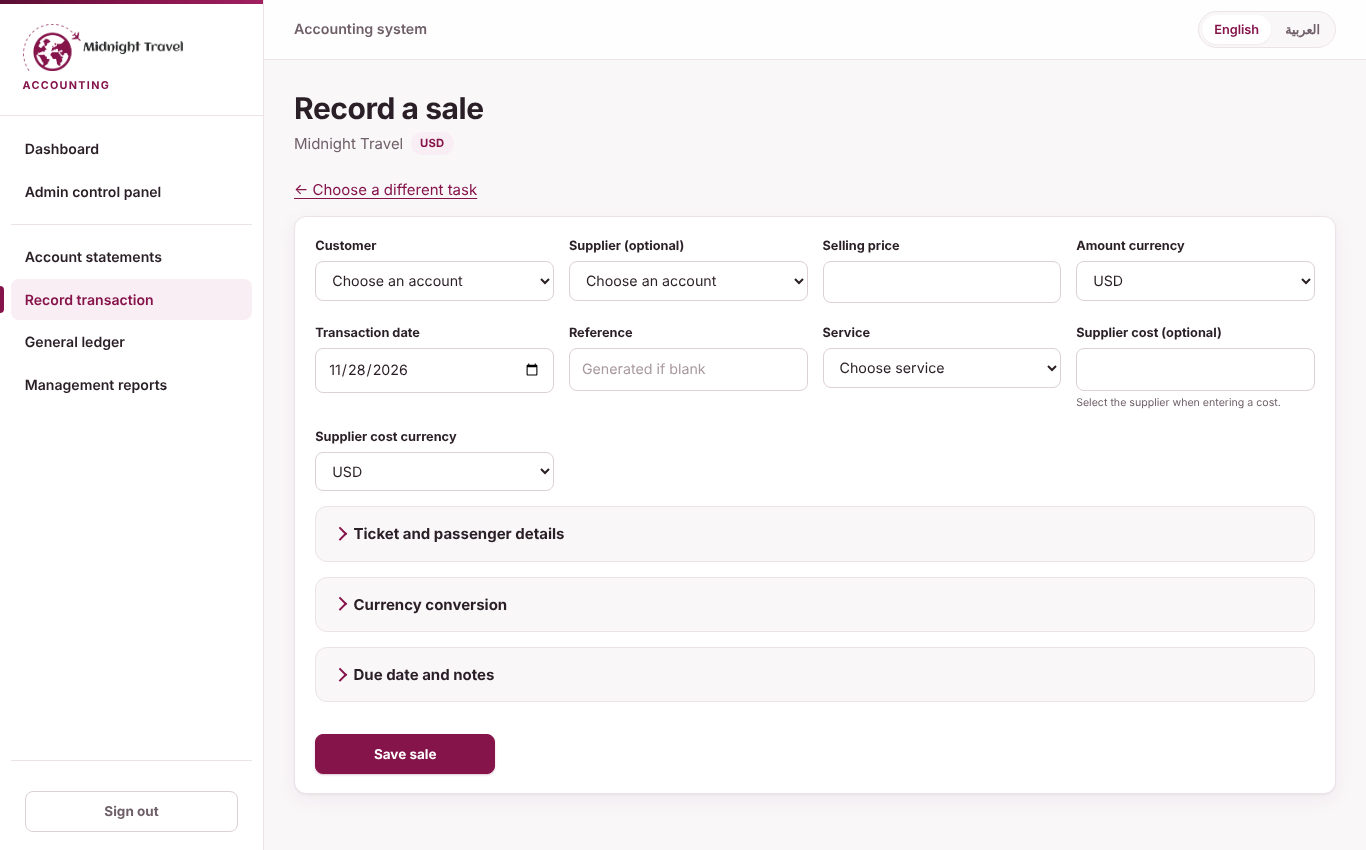 Midnight Travel
ACCOUNTING
Dashboard
Admin control panel
Account statements
Record transaction
General ledger
Management reports
Sign out
Accounting system
English العربية
Record a sale
Midnight Travel USD
← Choose a different task
Customer Supplier (optional) Selling price Amount currency
Choose an account Choose an account USD
Transaction date Reference Service Supplier cost (optional)
11/28/2026 Generated if blank Choose service
Select the supplier when entering a cost.
Supplier cost currency
USD
Ticket and passenger details
Currency conversion
Due date and notes
Save sale